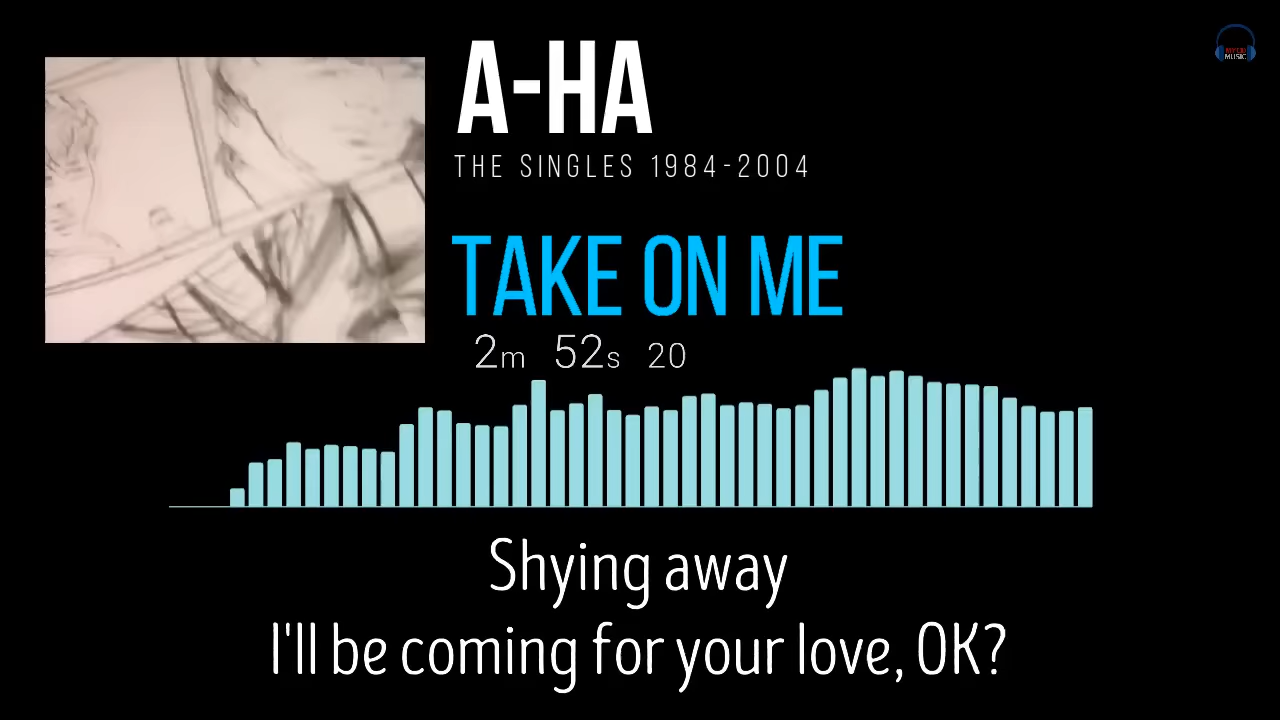 A-HA
THE SINGLES 1984-2004
TAKE ON ME
2m 52s 20
Shying away
I'll be coming for your love, OK?
MUSIC